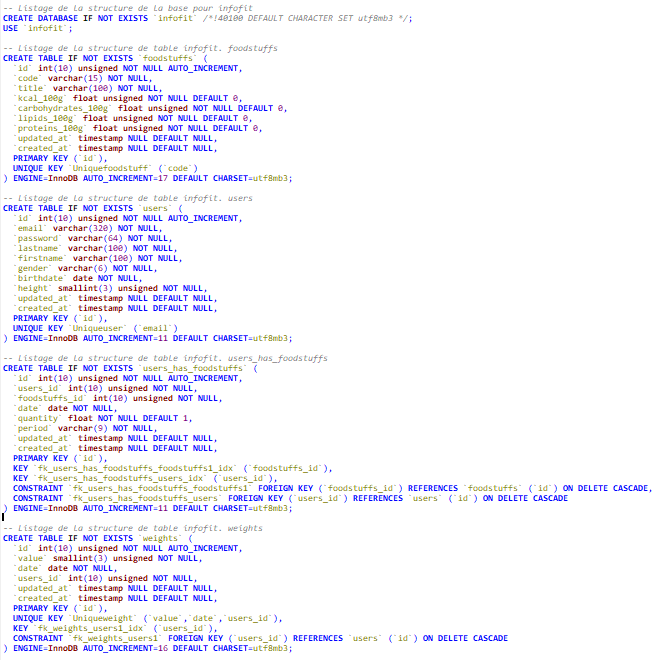 -- Listage de la structure de la base pour infofit
CREATE DATABASE IF NOT EXISTS `infofit` /*!40100 DEFAULT CHARACTER SET utf8mb3 */;
USE `infofit`;
-- Listage de la structure de table infofit. foodstuffs
CREATE TABLE IF NOT EXISTS `foodstuffs` (
`id` int(10) unsigned NOT NULL AUTO_INCREMENT,
`code` varchar(15) NOT NULL,
`title` varchar(100) NOT NULL,
`kcal_100g` float unsigned NOT NULL DEFAULT 0,
`carbohydrates_100g` float unsigned NOT NULL DEFAULT 0,
`lipids_100g` float unsigned NOT NULL DEFAULT 0,
`proteins_100g` float unsigned NOT NULL DEFAULT 0,
`updated_at` timestamp NULL DEFAULT NULL,
`created_at` timestamp NULL DEFAULT NULL,
PRIMARY KEY (`id`),
UNIQUE KEY `Uniquefoodstuff` (`code`)
) ENGINE=InnoDB AUTO_INCREMENT=17 DEFAULT CHARSET=utf8mb3;
-- Listage de la structure de table infofit. users
CREATE TABLE IF NOT EXISTS `users` (
`id` int(10) unsigned NOT NULL AUTO_INCREMENT,
`email` varchar(320) NOT NULL,
`password` varchar(64) NOT NULL,
`lastname` varchar(100) NOT NULL,
`firstname` varchar(100) NOT NULL,
`gender` varchar(6) NOT NULL,
`birthdate` date NOT NULL,
`height` smallint(3) unsigned NOT NULL,
`updated_at` timestamp NULL DEFAULT NULL,
`created_at` timestamp NULL DEFAULT NULL,
PRIMARY KEY (`id`),
UNIQUE KEY `Uniqueuser` (`email`)
) ENGINE=InnoDB AUTO_INCREMENT=11 DEFAULT CHARSET=utf8mb3;
-- Listage de la structure de table infofit. users_has_foodstuffs
CREATE TABLE IF NOT EXISTS `users_has_foodstuffs` (
`id` int(10) unsigned NOT NULL AUTO_INCREMENT,
`users_id` int(10) unsigned NOT NULL,
`foodstuffs_id` int(10) unsigned NOT NULL,
`date` date NOT NULL,
`quantity` float NOT NULL DEFAULT 1,
`period` varchar(9) NOT NULL,
`updated_at` timestamp NULL DEFAULT NULL,
`created_at` timestamp NULL DEFAULT NULL,
PRIMARY KEY (`id`),
KEY `fk_users_has_foodstuffs_foodstuffs1_idx` (`foodstuffs_id`),
KEY `fk_users_has_foodstuffs_users_idx` (`users_id`),
CONSTRAINT `fk_users_has_foodstuffs_foodstuffs1` FOREIGN KEY (`foodstuffs_id`) REFERENCES `foodstuffs` (`id`) ON DELETE CASCADE,
CONSTRAINT `fk_users_has_foodstuffs_users` FOREIGN KEY (`users_id`) REFERENCES `users` (`id`) ON DELETE CASCADE
) ENGINE=InnoDB AUTO_INCREMENT=11 DEFAULT CHARSET=utf8mb3;
-- Listage de la structure de table infofit. weights
CREATE TABLE IF NOT EXISTS `weights` (
`id` int(10) unsigned NOT NULL AUTO_INCREMENT,
`value` smallint(3) unsigned NOT NULL,
`date` date NOT NULL,
`users_id` int(10) unsigned NOT NULL,
`updated_at` timestamp NULL DEFAULT NULL,
`created_at` timestamp NULL DEFAULT NULL,
PRIMARY KEY (`id`),
UNIQUE KEY `Uniqueweight` (`value`,`date`,`users_id`),
KEY `fk_weights_users1_idx` (`users_id`),
CONSTRAINT `fk_weights_users1` FOREIGN KEY (`users_id`) REFERENCES `users` (`id`) ON DELETE CASCADE
) ENGINE=InnoDB AUTO_INCREMENT=16 DEFAULT CHARSET=utf8mb3;